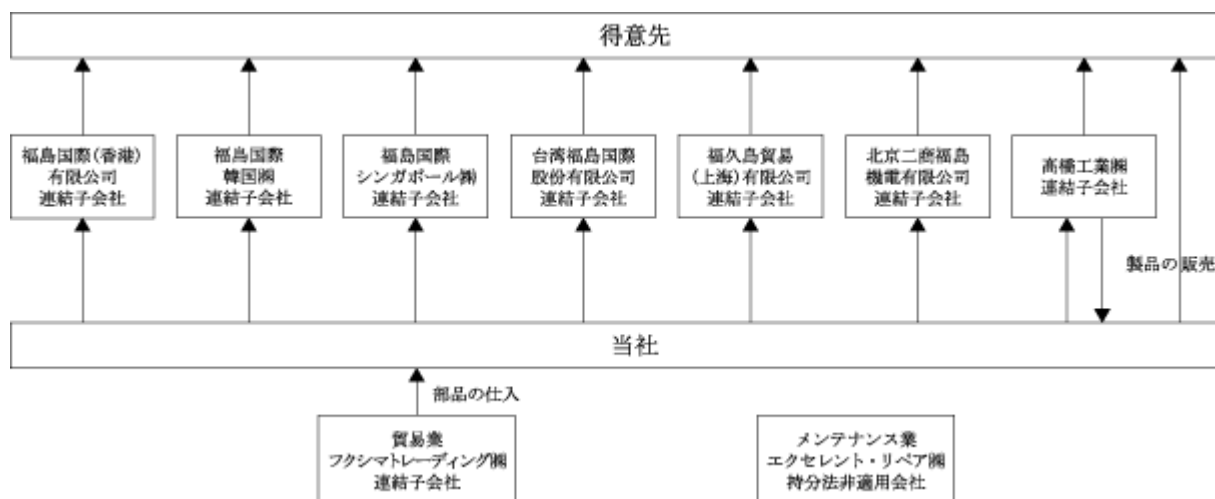 得意先
福島国際(香港)
有限公司
連結子会社
福島国際
韓国㈱
連結子会社
福島国際
シンガポール㈱
連結子会社
台湾福島国際
股份有限公司
連結子会社
福久島貿易
(上海)有限公司
連結子会社
北京二商福島
機電有限公司
連結子会社
髙橋工業㈱
連結子会社
製品の販売
当社
部品の仕入
貿易業
フクシマトレーディング㈱
連結子会社
メンテナンス業
エクセレント・リペア㈱
持分法非適用会社